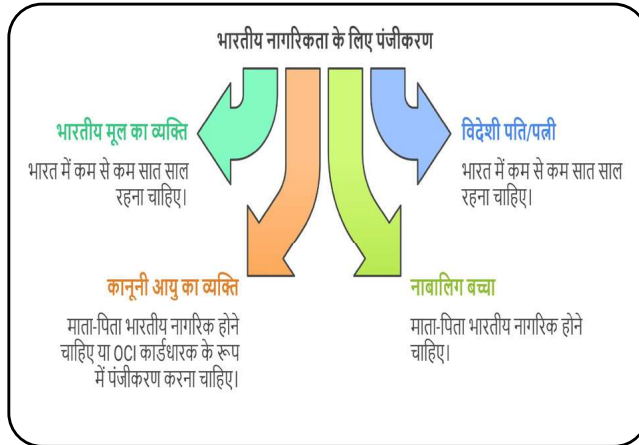 भारतीय नागरिकता के लिए पंजीकरण
भारतीय मूल का व्यक्ति
भारत में कम से कम सात साल
रहना चाहिए।
विदेशी पति/पत्नी
भारत में कम से कम सात साल
रहना चाहिए।
कानूनी आयु का व्यक्ति
माता-पिता भारतीय नागरिक होने
चाहिए या OCI कार्डधारक के रूप
में पंजीकरण करना चाहिए।
नाबालिग बच्चा
माता-पिता भारतीय नागरिक होने
चाहिए।